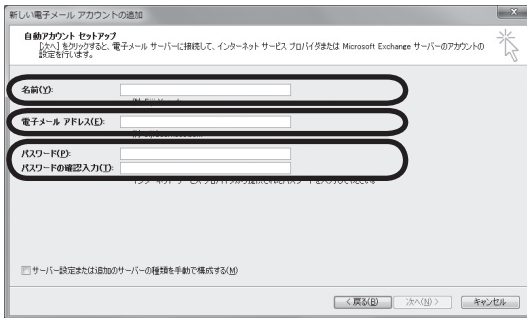 新しい電子メール アカウントの追加
自動アカウント セットアップ
[次へ] をクリックすると、電子メール サーバーに接続して、インターネット サービス プロバイダまたは Microsoft Exchange サーバーのアカウントの
設定を行います。
名前(Y):
電子メール アドレス(E):
パスワード(P):
パスワードの確認入力(T):
サーバー設定または追加のサーバーの種類を手動で構成する(M)
< 戻る(B)
次へ(N) >
キャンセル